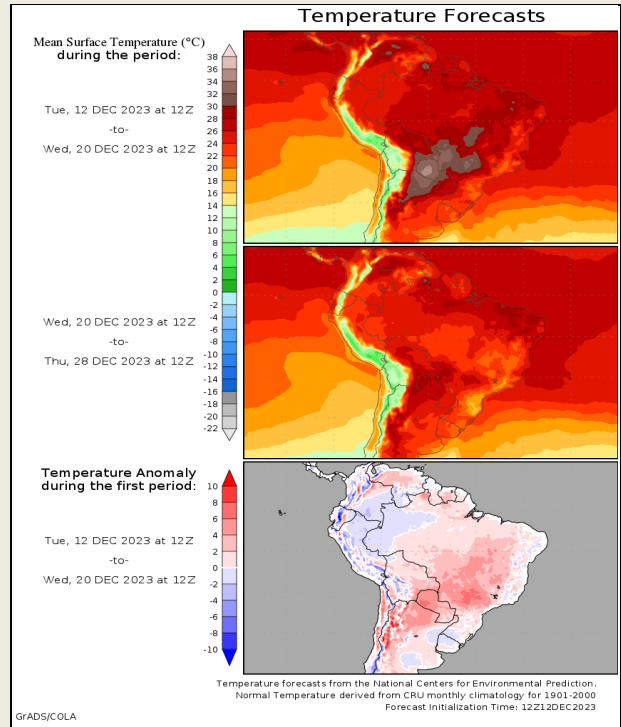 Temperature Forecasts
Mean Surface Temperature (°C)
during the period:
Tue, 12 DEC 2023 at 12Z
-to-
Wed, 20 DEC 2023 at 12Z
38
36
34
32
30
28
26
24
22
20
18
16
14
12
10
8
6
4
2
0
-2
-4
-6
-8
-10
-12
-14
-16
-18
-20
-22
Wed, 20 DEC 2023 at 12Z
-to-
Thu, 28 DEC 2023 at 12Z
Temperature Anomaly
during the first period:
Tue, 12 DEC 2023 at 12Z
-to-
Wed, 20 DEC 2023 at 12Z
10
8
6
4
2
0
-2
-4
-6
-8
-10
Temperature forecasts from the National Centers for Environmental Prediction.
Normal Temperature derived from CRU monthly climatology for 1901-2000
Forecast Initialization Time: 12Z12DEC2023
GrADS/COLA